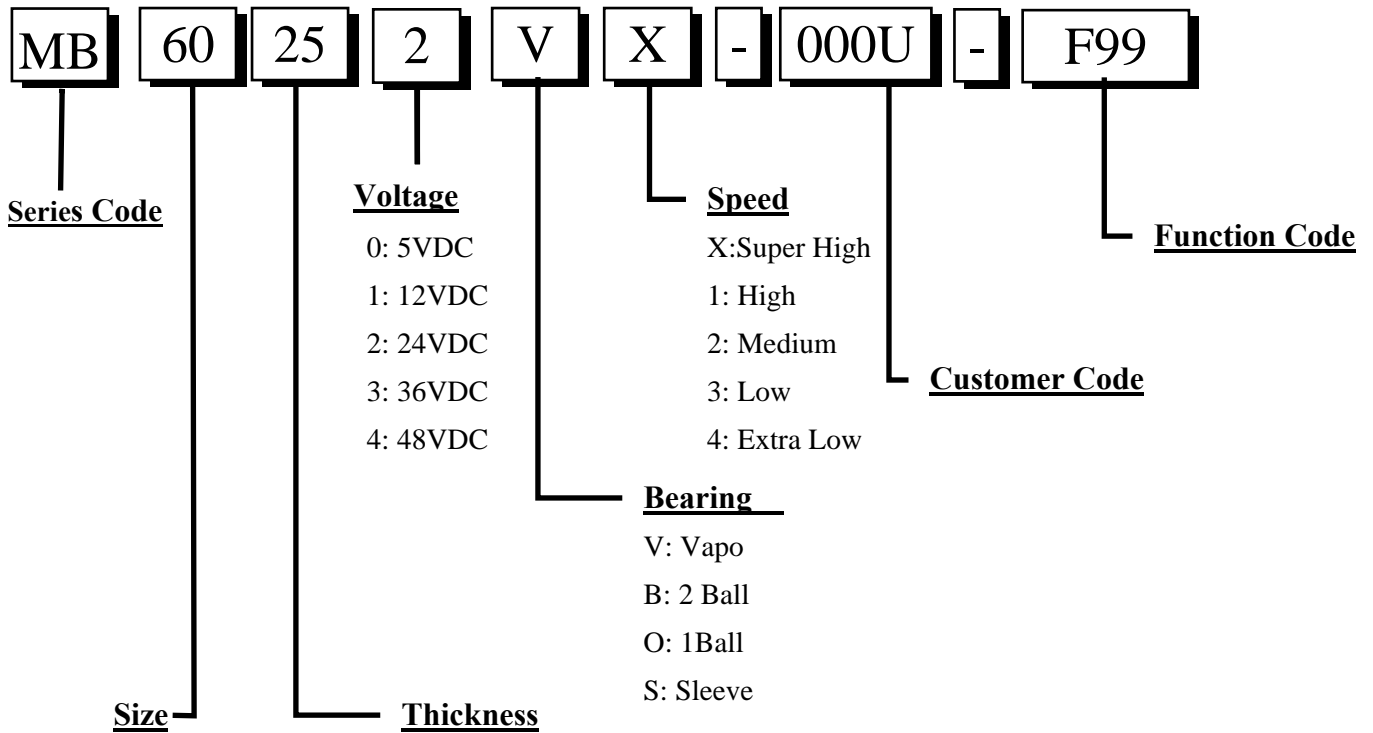 MB 60 25 2 V X - 000U - F99
Series Code
Voltage
0: 5VDC
1: 12VDC
2: 24VDC
3: 36VDC
4: 48VDC
Speed
X:Super High
1: High
2: Medium
3: Low
4: Extra Low
Function Code
Customer Code
Bearing
V: Vapo
B: 2 Ball
O: 1Ball
S: Sleeve
Size
Thickness